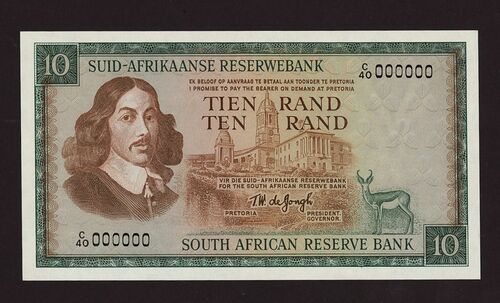 10 SUID-AFRIKAANSE RESERWEBANK
C/40 000000
EK BELOOF OP AANVRAAG TE BETAAL AAN TOONDER TE PRETORIA
I PROMISE TO PAY THE BEARER ON DEMAND AT PRETORIA
TIEN RAND
TEN RAND
VIR DIE SUID-AFRIKAANSE RESERWEBANK
FOR THE SOUTH AFRICAN RESERVE BANK
T.W. de Jongh
PRETORIA PRESIDENT.
GOVERNOR.
C/40 000000
SOUTH AFRICAN RESERVE BANK 10